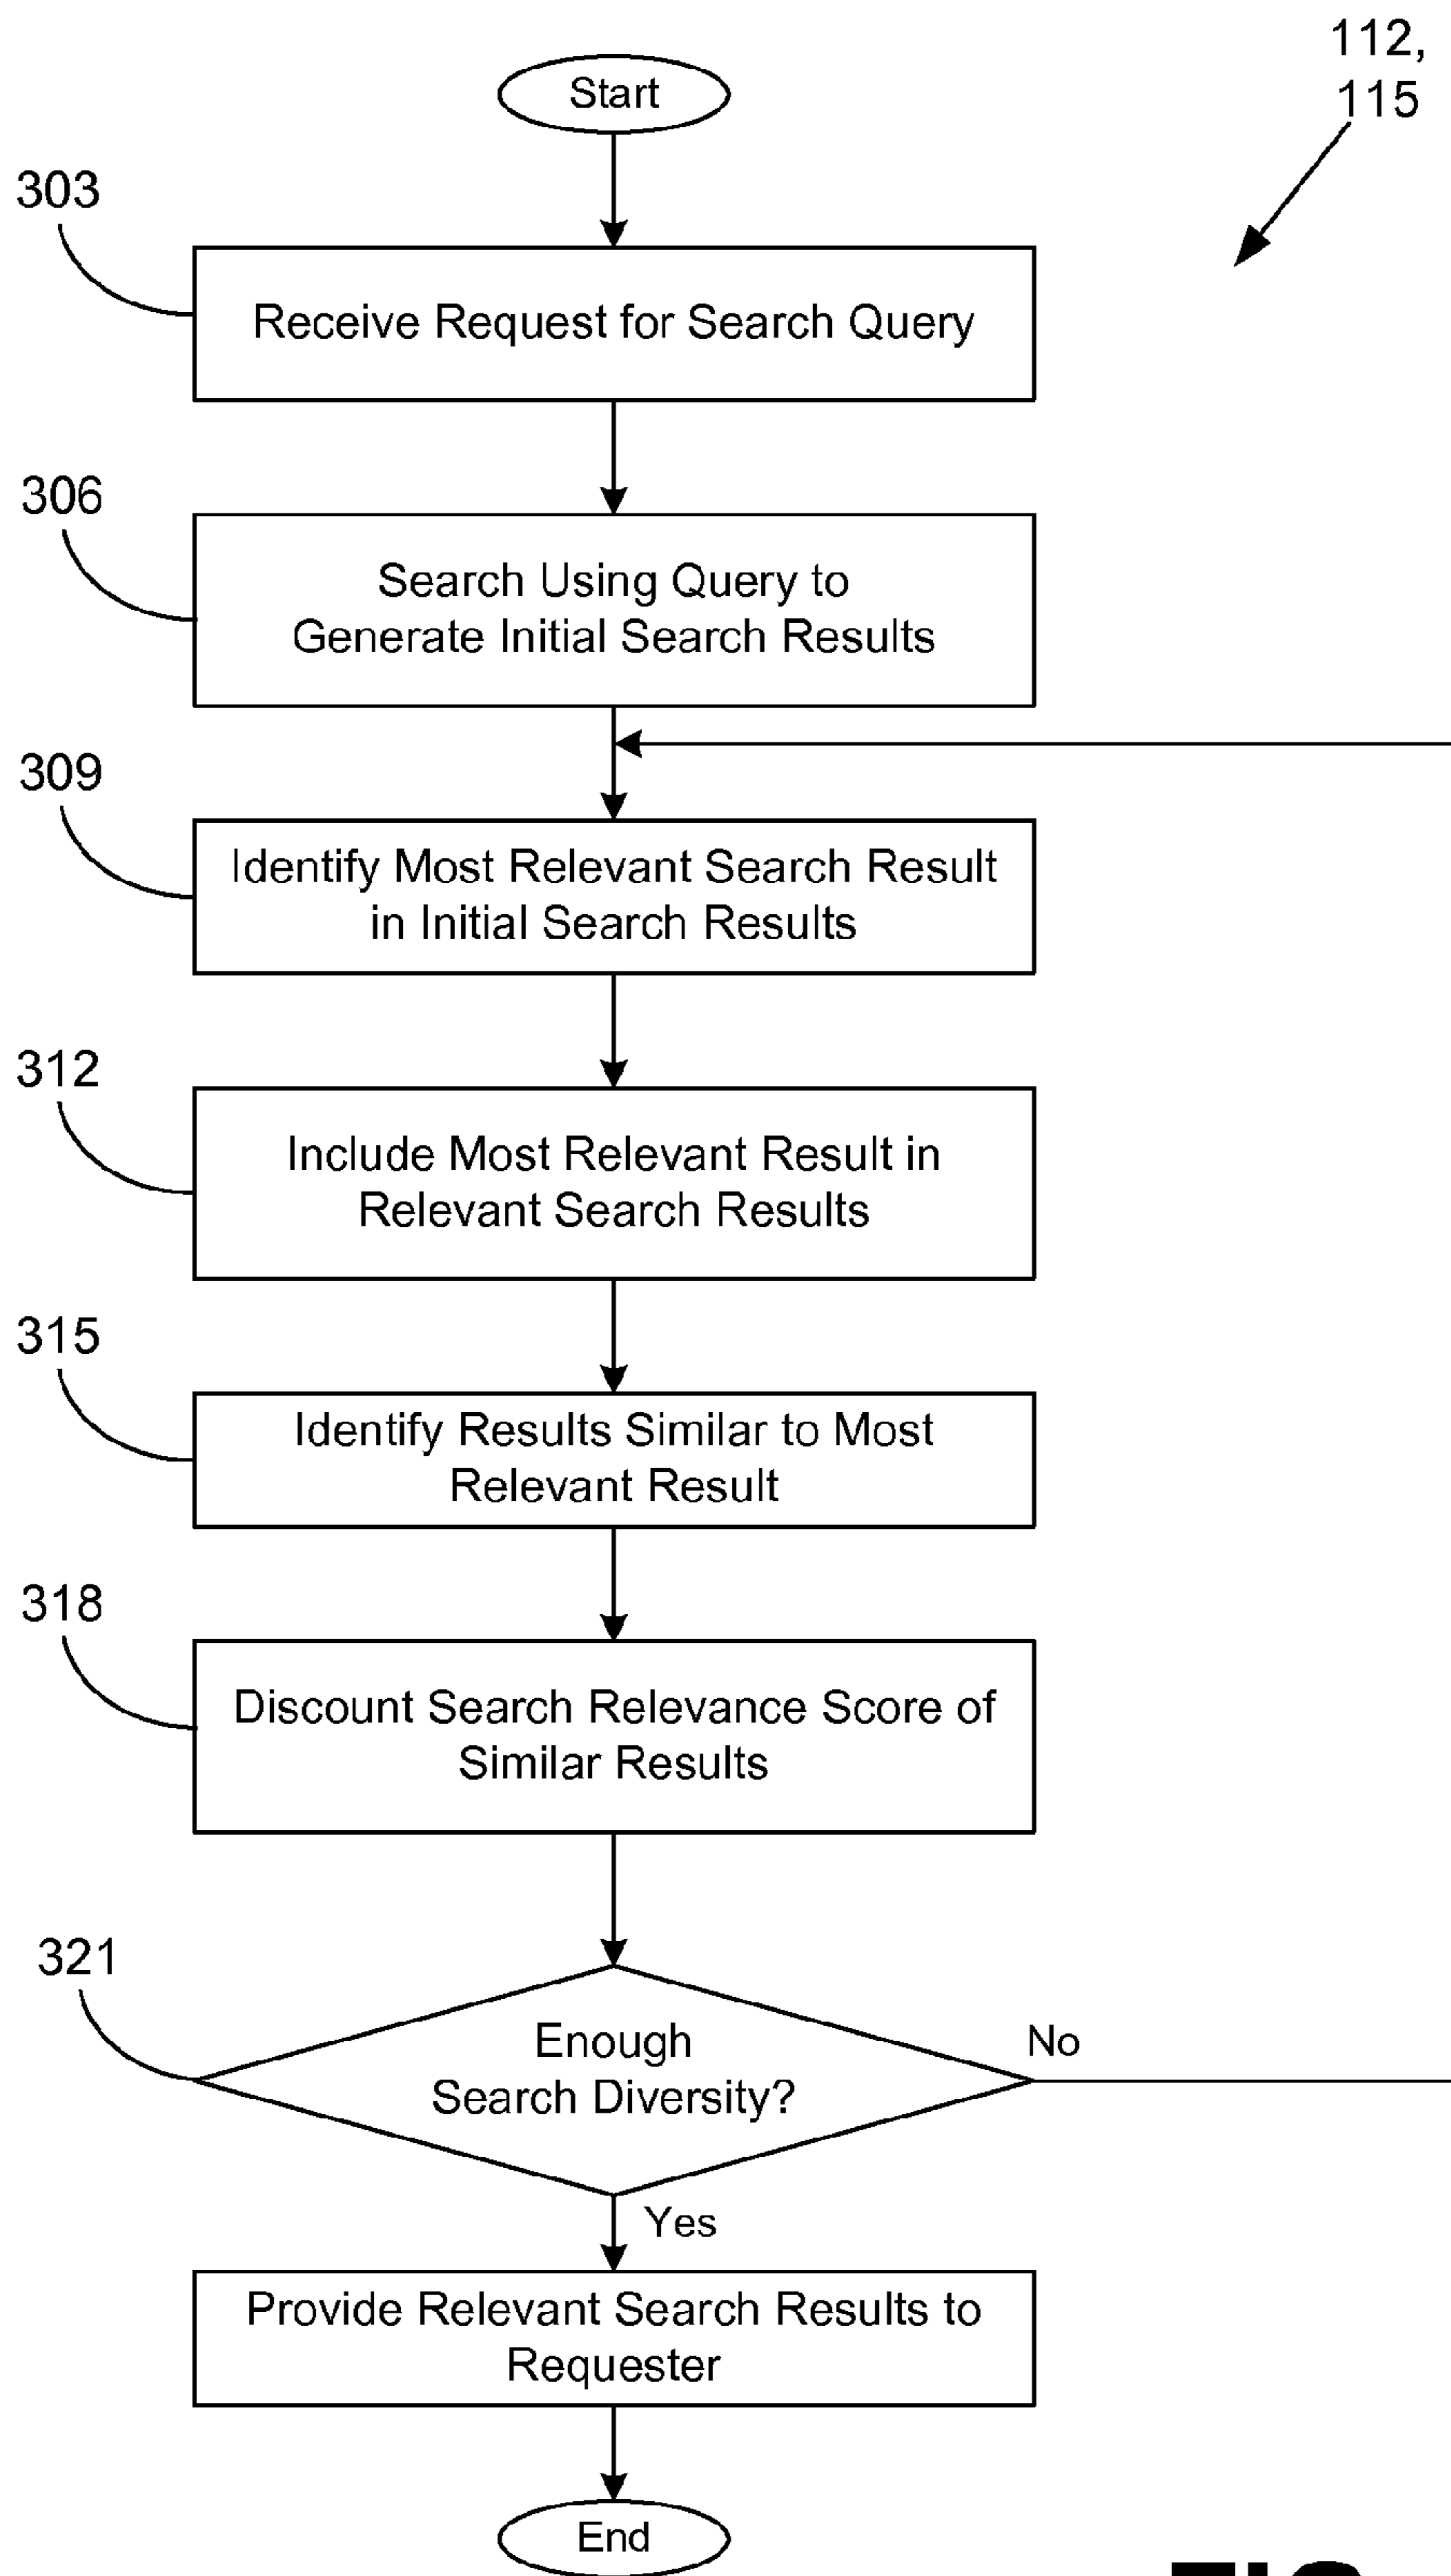 112,
115
Start
303
Receive Request for Search Query
306
Search Using Query to
Generate Initial Search Results
309
Identify Most Relevant Search Result
in Initial Search Results
312
Include Most Relevant Result in
Relevant Search Results
315
Identify Results Similar to Most
Relevant Result
318
Discount Search Relevance Score of
Similar Results
321
Enough
Search Diversity?
No
Yes
Provide Relevant Search Results to
Requester
End